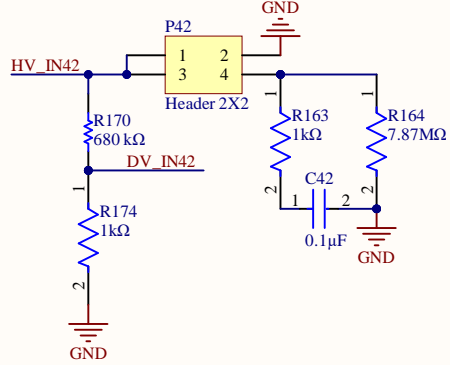 GND
P42
1 2
3 4
Header 2X2
HV_IN42
R170
680 kΩ
DV_IN42
1
R174
1kΩ
2
GND
1
R163
1kΩ
2
1
R164
7.87MΩ
2
C42
1 2
0.1µF
GND